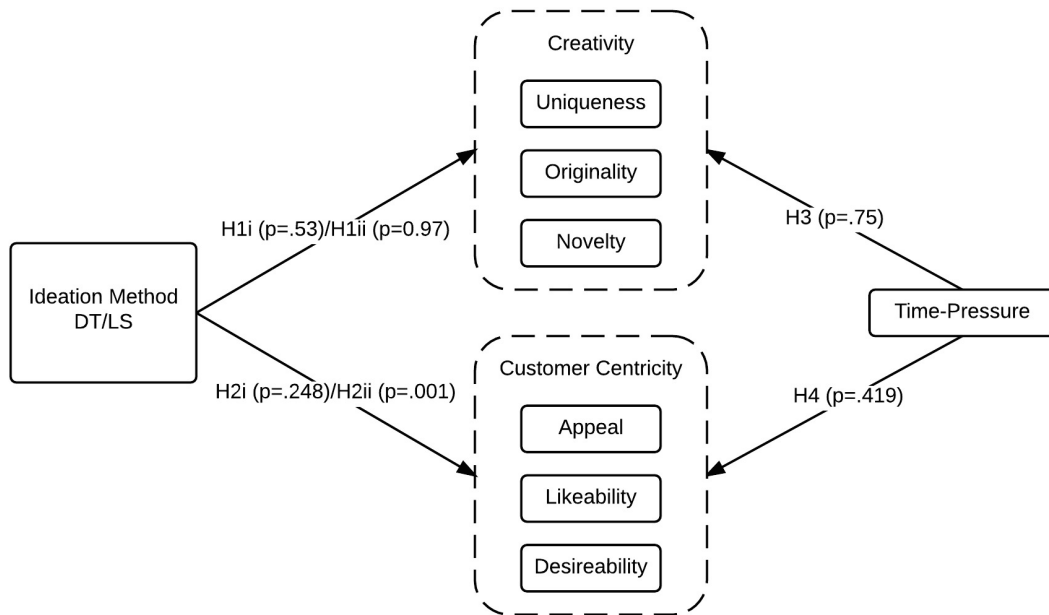 Creativity
Uniqueness
Originality
Novelty
H1i (p=.53)/H1ii (p=0.97)
H3 (p=.75)
Ideation Method
DT/LS
Time-Pressure
Customer Centricity
H2i (p=.248)/H2ii (p=.001)
H4 (p=.419)
Appeal
Likeability
Desireability